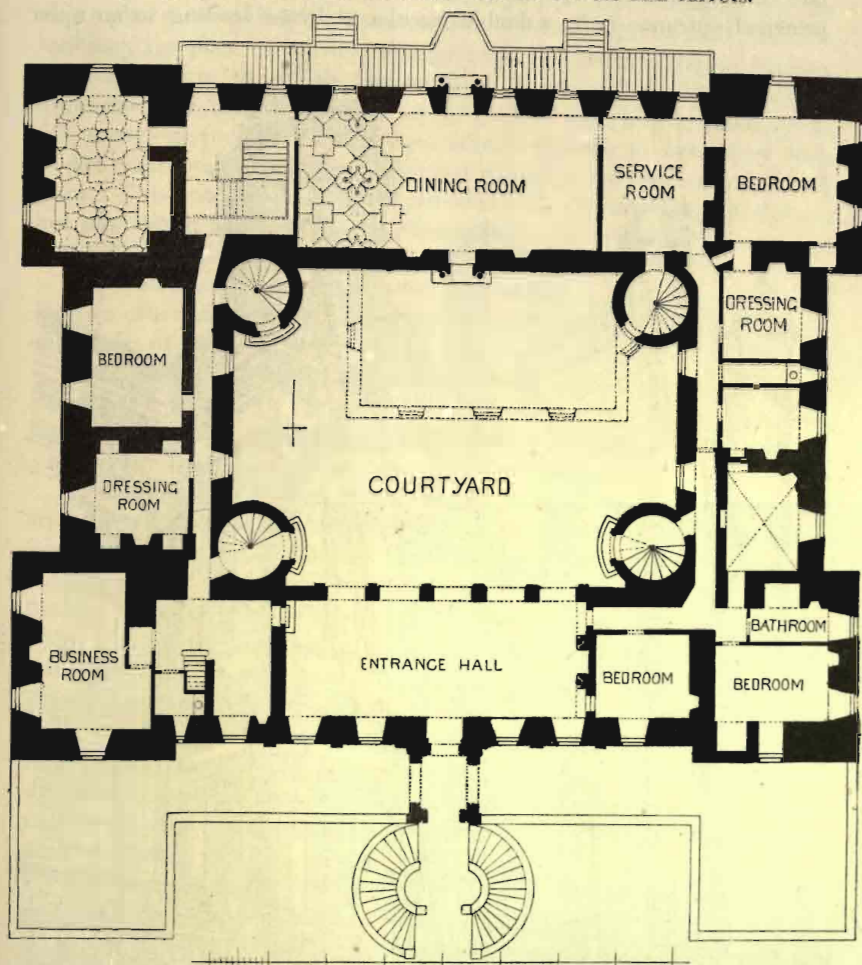 DINING ROOM
SERVICE
ROOM
BEDROOM
BEDROOM
DRESSING
ROOM
DRESSING
ROOM
COURTYARD
BUSINESS
ROOM
ENTRANCE HALL
BEDROOM
BATHROOM
BEDROOM